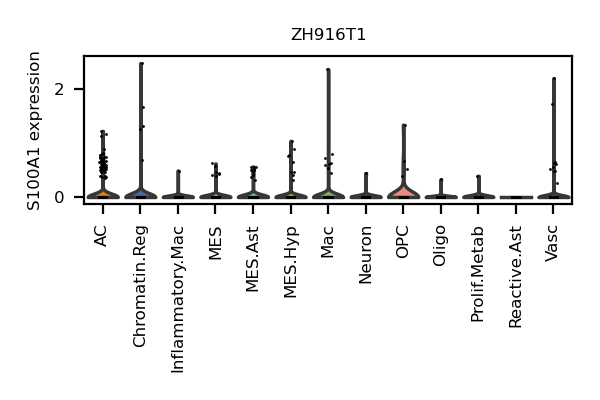 ZH916T1
S100A1 expression
2
0
AC
Chromatin.Reg
Inflammatory.Mac
MES
MES.Ast
MES.Hyp
Mac
Neuron
OPC
Oligo
Prolif.Metab
Reactive.Ast
Vasc